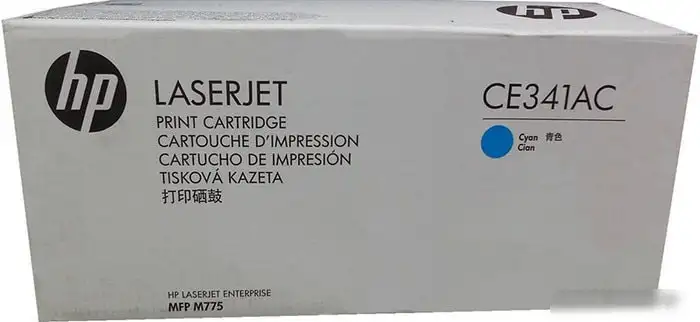 hp
LASERJET
PRINT CARTRIDGE
CARTOUCHE D'IMPRESSION
CARTUCHO DE IMPRESIÓN
TISKOVÁ KAZETA
打印硒鼓
CE341AC
Cyan 青色
Cian
HP LASERJET ENTERPRISE
MFP M775